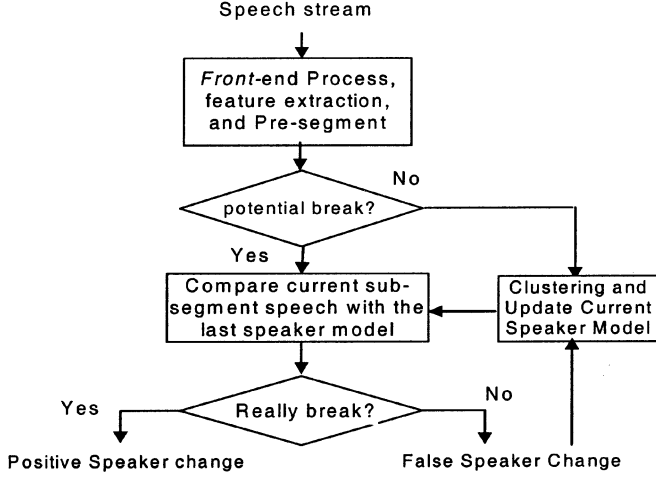 Speech stream
Front-end Process,
feature extraction,
and Pre-segment
No
potential break?
Yes
Compare current sub-
segment speech with the
last speaker model
Clustering and
Update Current
Speaker Model
Yes
Really break?
No
Positive Speaker change
False Speaker Change